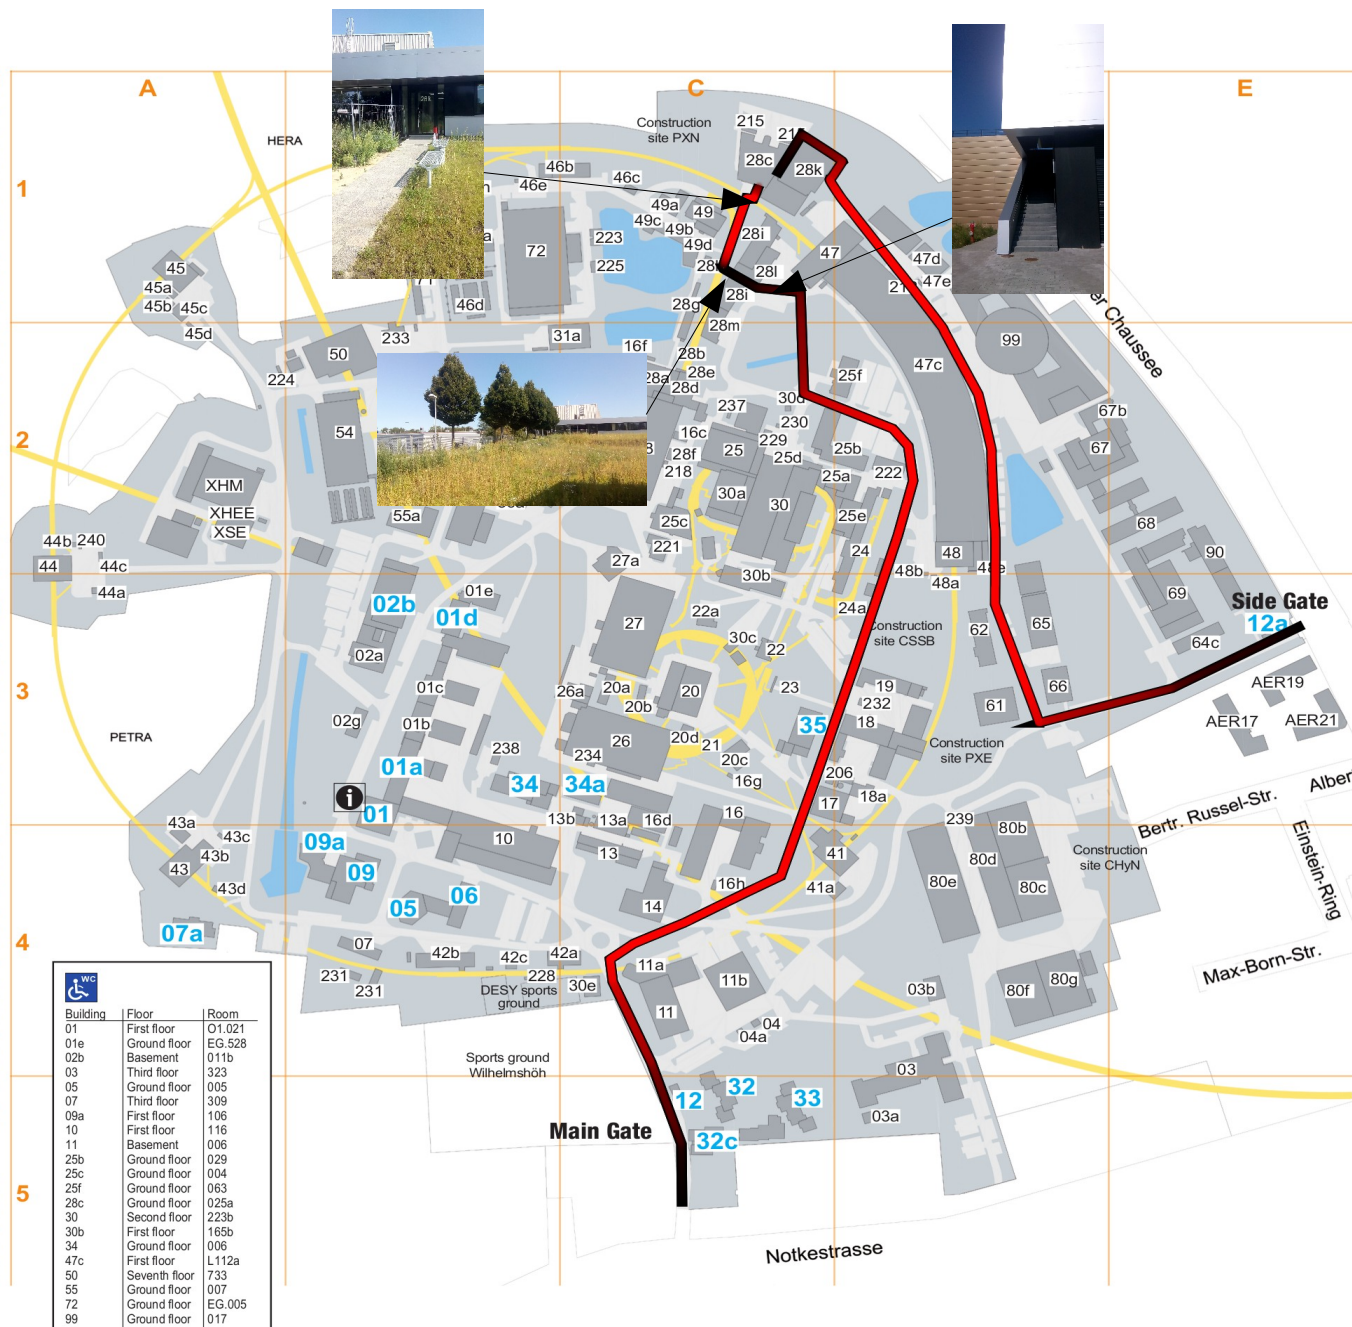 A
C
E
1
2
3
4
5
HERA
PETRA
Construction
site PXN
215
28c
28k
46b
46e
46c
49a
49
49c
49b
49d
28i
28l
47
47d
47e
72
223
225
28i
28g
28m
46d
31a
16f
45
45a
45b
45c
45d
50
233
224
54
28b
28e
28a
28d
237
30d
230
229
25d
25f
25b
47c
99
67b
67
16c
28f
218
25
25a
222
30a
30
25c
25e
221
24
48
48e
48b
48a
68
90
XHM
XHEE
XSE
55a
44b
240
44
44c
44a
27a
30b
24a
02b
01e
01d
02a
27
22a
30c
22
Construction
site CSSB
62
65
69
64c
Side Gate
12a
01c
26a
20a
20
20b
23
19
232
18
66
61
AER19
AER17
AER21
02g
01b
238
234
26
20d
21
20c
16g
35
Construction
site PXE
206
01a
34
34a
17
18a
01
13b
13a
16d
16
239
80b
Bertr. Russel-Str.
Einstein-Ring
43a
43c
43b
43
43d
09a
09
10
13
41
41a
16h
80d
80e
80c
Construction
site CHyN
05
06
14
07a
07
42b
42c
42a
228
231
231
30e
DESY sports
ground
11a
11b
11
04
04a
03b
80f
80g
Max-Born-Str.
Sports ground
Wilhelmshöh
12
32
33
03
03a
32c
Main Gate
Notkestrasse
WC
Building Floor Room
01 First floor O1.021
01e Ground floor EG.528
02b Basement 011b
03 Third floor 323
05 Ground floor 005
07 Third floor 309
09a First floor 106
10 First floor 116
11 Basement 006
25b Ground floor 029
25c Ground floor 004
25f Ground floor 063
28c Ground floor 025a
30 Second floor 223b
30b First floor 165b
34 Ground floor 006
47c First floor L112a
50 Seventh floor 733
55 Ground floor 007
72 Ground floor EG.005
99 Ground floor 017